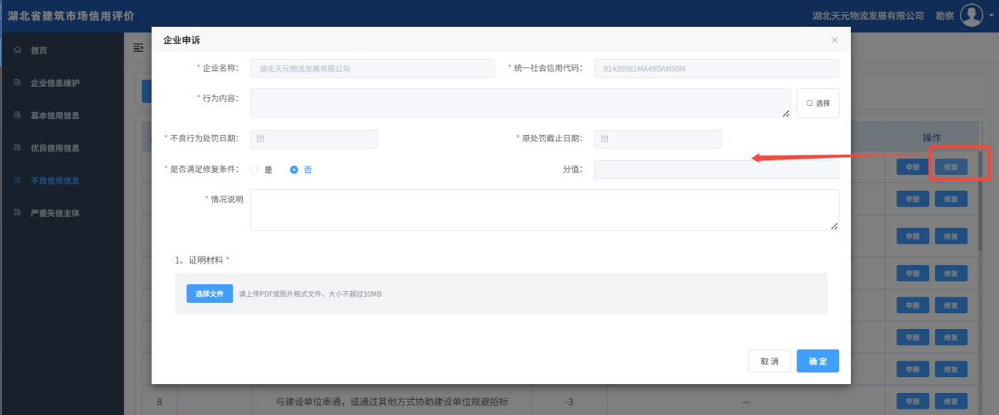 湖北省建筑市场信用评价
湖北天元物流发展有限公司 勘察
首页
企业信息维护
基本信用信息
优良信用信息
不良信用信息
严重失信主体
企业申诉
* 企业名称： 湖北天元物流发展有限公司 * 统一社会信用代码： 91420981MA49DAN90M
* 行为内容： 选择
* 不良行为处罚日期： * 原处罚截止日期：
* 是否满足修复条件： 是 否 分值：
* 情况说明
1、证明材料 *
选择文件 请上传PDF或图片格式文件，大小不超过10MB
取消 确定
操作
申报 修复
申报 修复
申报 修复
申报 修复
申报 修复
申报 修复
申报 修复
8 与建设单位串通，或通过其他方式协助建设单位规避招标 -3 — 申报 修复